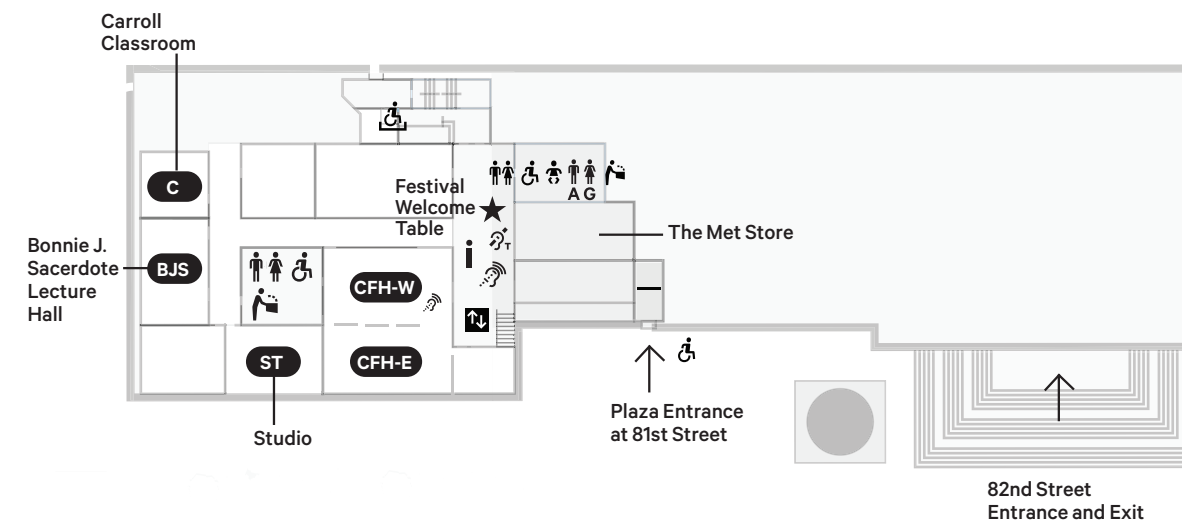 Carroll
Classroom
C
A G
Festival
Welcome
Table
T
The Met Store
Bonnie J.
Sacerdote
Lecture
Hall
BJS
i
CFH-W
ST
CFH-E
Plaza Entrance
at 81st Street
Studio
82nd Street
Entrance and Exit